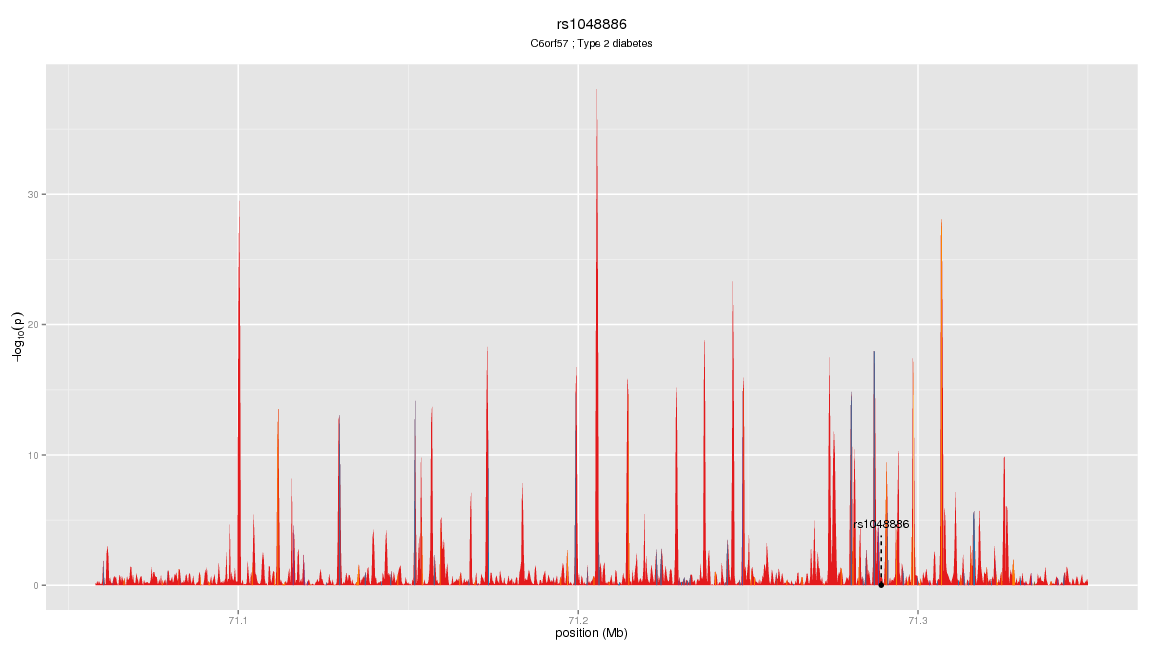 rs1048886
C6orf57 ; Type 2 diabetes
30
20
10
0
−log10(p)
rs1048886
71.1
71.2
71.3
position (Mb)